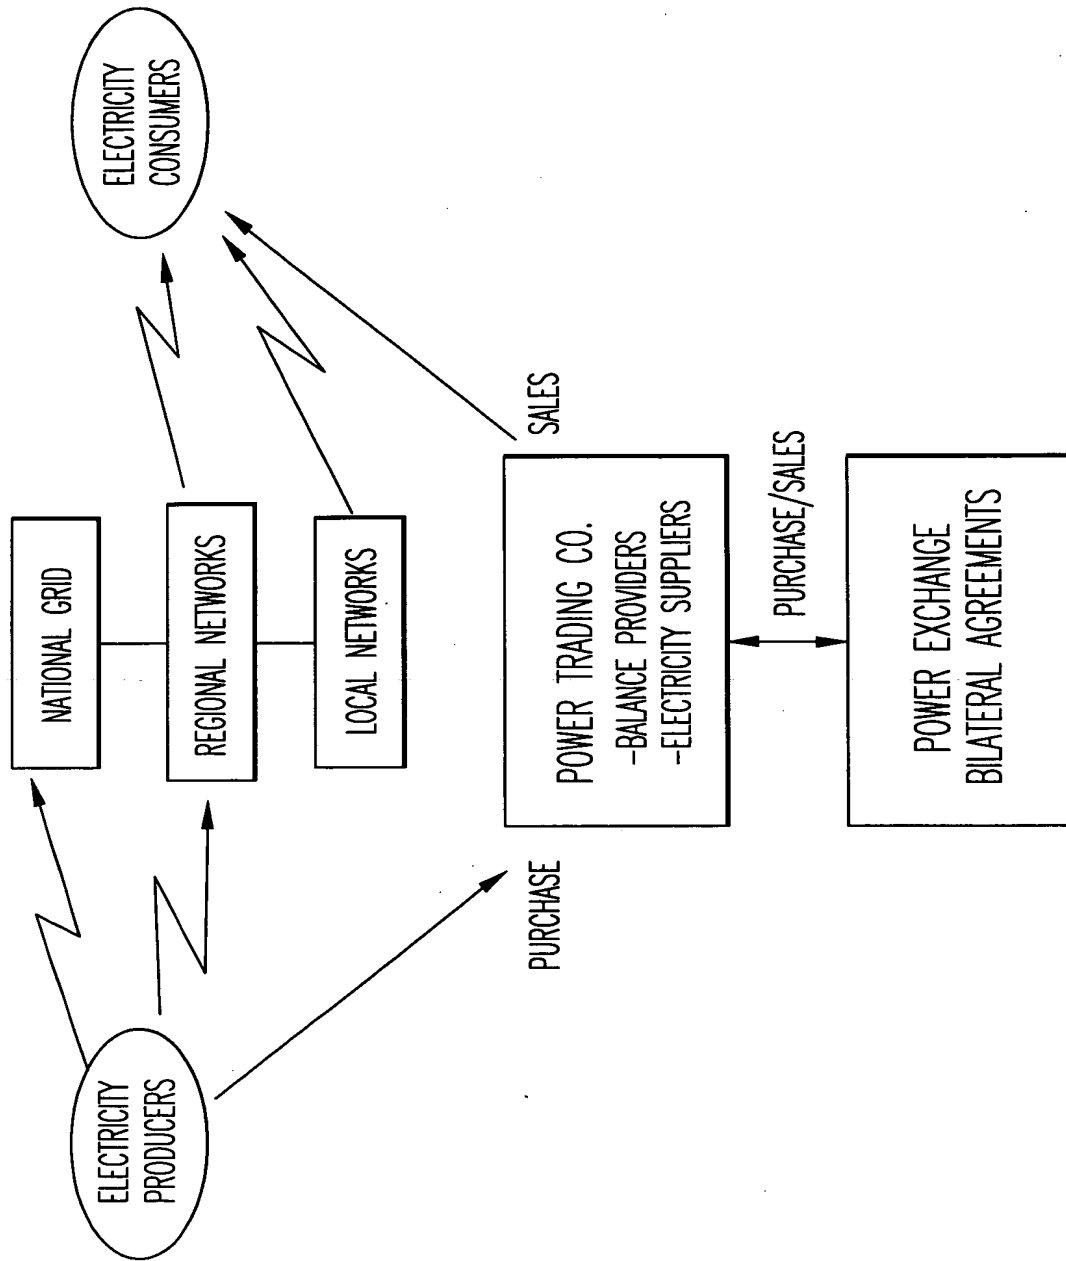 NATIONAL GRID
REGIONAL NETWORKS
LOCAL NETWORKS
ELECTRICITY
PRODUCERS
ELECTRICITY
CONSUMERS
PURCHASE
POWER TRADING CO.
-BALANCE PROVIDERS
-ELECTRICITY SUPPLIERS
SALES
PURCHASE/SALES
POWER EXCHANGE
BILATERAL AGREEMENTS